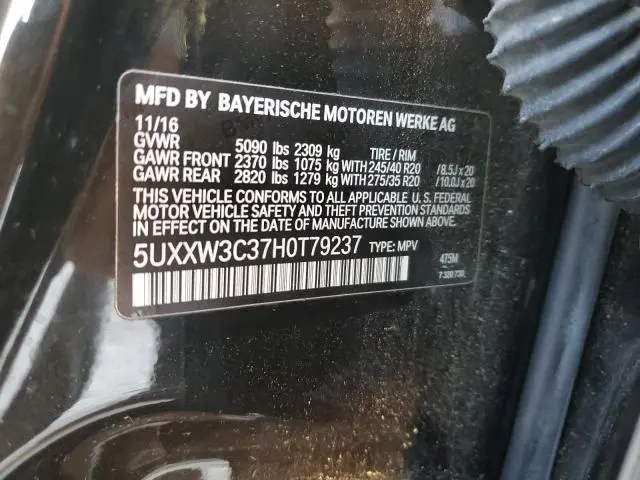 MFD BY BAYERISCHE MOTOREN WERKE AG
11/16
GVWR 5090 lbs 2309 kg TIRE / RIM
GAWR FRONT 2370 lbs 1075 kg WITH 245/40 R20 /8.5J x 20
GAWR REAR 2820 lbs 1279 kg WITH 275/35 R20 /10.0J x 20
THIS VEHICLE CONFORMS TO ALL APPLICABLE U. S. FEDERAL
MOTOR VEHICLE SAFETY AND THEFT PREVENTION STANDARDS
IN EFFECT ON THE DATE OF MANUFACTURE SHOWN ABOVE.
5UXXW3C37H0T79237 TYPE: MPV 475M
7 320 730